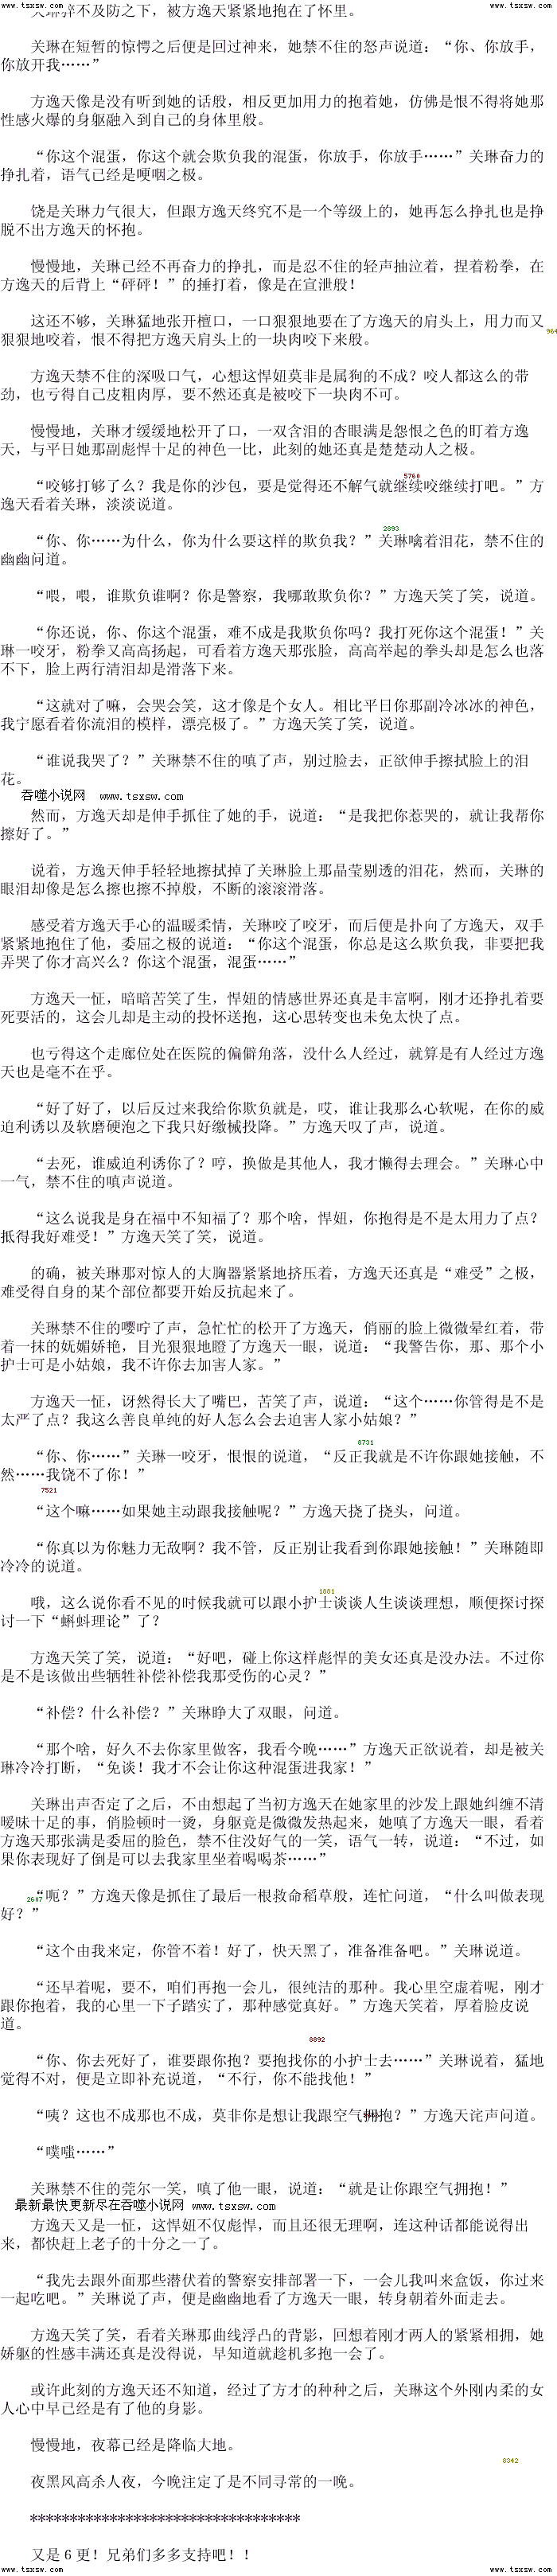 www.tsxsw.com www.tsxsw.com
关琳猝不及防之下，被方逸天紧紧地抱在了怀里。
关琳在短暂的惊愕之后便是回过神来，她禁不住的怒声说道：“你、你放手，
你放开我……”
方逸天像是没有听到她的话般，相反更加用力的抱着她，仿佛是恨不得将她那
性感火爆的身躯融入到自己的身体里般。
“你这个混蛋，你这个就会欺负我的混蛋，你放手，你放手……”关琳奋力的
挣扎着，语气已经是哽咽之极。
饶是关琳力气很大，但跟方逸天终究不是一个等级上的，她再怎么挣扎也是挣
脱不出方逸天的怀抱。
慢慢地，关琳已经不再奋力的挣扎，而是忍不住的轻声抽泣着，捏着粉拳，在
方逸天的后背上“砰砰！”的捶打着，像是在宣泄般！
这还不够，关琳猛地张开檀口，一口狠狠地要在了方逸天的肩头上，用力而又
狠狠地咬着，恨不得把方逸天肩头上的一块肉咬下来般。
964
方逸天禁不住的深吸口气，心想这悍妞莫非是属狗的不成？咬人都这么的带
劲，也亏得自己皮粗肉厚，要不然还真是被咬下一块肉不可。
慢慢地，关琳才缓缓地松开了口，一双含泪的杏眼满是怨恨之色的盯着方逸
天，与平日她那副彪悍十足的神色一比，此刻的她还真是楚楚动人之极。
5760
“咬够打够了么？我是你的沙包，要是觉得还不解气就继续咬继续打吧。”方
逸天看着关琳，淡淡说道。
2893
“你、你……为什么，你为什么要这样的欺负我？”关琳噙着泪花，禁不住的
幽幽问道。
“喂，喂，谁欺负谁啊？你是警察，我哪敢欺负你？”方逸天笑了笑，说道。
“你还说，你、你这个混蛋，难不成是我欺负你吗？我打死你这个混蛋！”关
琳一咬牙，粉拳又高高扬起，可看着方逸天那张脸，高高举起的拳头却是怎么也落
不下，脸上两行清泪却是滑落下来。
“这就对了嘛，会哭会笑，这才像是个女人。相比平日你那副冷冰冰的神色，
我宁愿看着你流泪的模样，漂亮极了。”方逸天笑了笑，说道。
“谁说我哭了？”关琳禁不住的嗔了声，别过脸去，正欲伸手擦拭脸上的泪
花。
吞噬小说网 www.tsxsw.com
然而，方逸天却是伸手抓住了她的手，说道：“是我把你惹哭的，就让我帮你
擦好了。”
说着，方逸天伸手轻轻地擦拭掉了关琳脸上那晶莹剔透的泪花，然而，关琳的
眼泪却像是怎么擦也擦不掉般，不断的滚滚滑落。
感受着方逸天手心的温暖柔情，关琳咬了咬牙，而后便是扑向了方逸天，双手
紧紧地抱住了他，委屈之极的说道：“你这个混蛋，你总是这么欺负我，非要把我
弄哭了你才高兴么？你这个混蛋，混蛋……”
方逸天一怔，暗暗苦笑了生，悍妞的情感世界还真是丰富啊，刚才还挣扎着要
死要活的，这会儿却是主动的投怀送抱，这心思转变也未免太快了点。
也亏得这个走廊位处在医院的偏僻角落，没什么人经过，就算是有人经过方逸
天也是毫不在乎。
“好了好了，以后反过来我给你欺负就是，哎，谁让我那么心软呢，在你的威
迫利诱以及软磨硬泡之下我只好缴械投降。”方逸天叹了声，说道。
“去死，谁威迫利诱你了？哼，换做是其他人，我才懒得去理会。”关琳心中
一气，禁不住的嗔声说道。
“这么说我是身在福中不知福了？那个啥，悍妞，你抱得是不是太用力了点？
抵得我好难受！”方逸天笑了笑，说道。
的确，被关琳那对惊人的大胸器紧紧地挤压着，方逸天还真是“难受”之极，
难受得自身的某个部位都要开始反抗起来了。
关琳禁不住的嘤咛了声，急忙忙的松开了方逸天，俏丽的脸上微微晕红着，带
着一抹的妩媚娇艳，目光狠狠地瞪了方逸天一眼，说道：“我警告你，那、那个小
护士可是小姑娘，我不许你去加害人家。”
方逸天一怔，讶然得长大了嘴巴，苦笑了声，说道：“这个……你管得是不是
太严了点？我这么善良单纯的好人怎么会去迫害人家小姑娘？”
8731
“你、你……”关琳一咬牙，恨恨的说道，“反正我就是不许你跟她接触，不
然……我饶不了你！”
7521
“这个嘛……如果她主动跟我接触呢？”方逸天挠了挠头，问道。
“你真以为你魅力无敌啊？我不管，反正别让我看到你跟她接触！”关琳随即
冷冷的说道。
1881
哦，这么说你看不见的时候我就可以跟小护士谈谈人生谈谈理想，顺便探讨探
讨一下“蝌蚪理论”了？
方逸天笑了笑，说道：“好吧，碰上你这样彪悍的美女还真是没办法。不过你
是不是该做出些牺牲补偿补偿我那受伤的心灵？”
“补偿？什么补偿？”关琳睁大了双眼，问道。
“那个啥，好久不去你家里做客，我看今晚……”方逸天正欲说着，却是被关
琳冷冷打断，“免谈！我才不会让你这种混蛋进我家！”
关琳出声否定了之后，不由想起了当初方逸天在她家里的沙发上跟她纠缠不清
暧昧十足的事，俏脸顿时一烫，身躯竟是微微发热起来，她嗔了方逸天一眼，看着
方逸天那张满是委屈的脸色，禁不住没好气的一笑，语气一转，说道：“不过，如
果你表现好了倒是可以去我家里坐着喝喝茶……”
2687
“呃？”方逸天像是抓住了最后一根救命稻草般，连忙问道，“什么叫做表现
好？”
“这个由我来定，你管不着！好了，快天黑了，准备准备吧。”关琳说道。
“还早着呢，要不，咱们再抱一会儿，很纯洁的那种。我心里空虚着呢，刚才
跟你抱着，我的心里一下子踏实了，那种感觉真好。”方逸天笑着，厚着脸皮说
道。
8892
“你、你去死好了，谁要跟你抱？要抱找你的小护士去……”关琳说着，猛地
觉得不对，便是立即补充说道，“不行，你不能找他！”
“咦？这也不成那也不成，莫非你是想让我跟空气拥抱？”方逸天诧声问道。
“噗嗤……”
关琳禁不住的莞尔一笑，嗔了他一眼，说道：“就是让你跟空气拥抱！”
最新最快更新尽在吞噬小说网 www.tsxsw.com
方逸天又是一怔，这悍妞不仅彪悍，而且还很无理啊，连这种话都能说得出
来，都快赶上老子的十分之一了。
“我先去跟外面那些潜伏着的警察安排部署一下，一会儿我叫来盒饭，你过来
一起吃吧。”关琳说了声，便是幽幽地看了方逸天一眼，转身朝着外面走去。
方逸天笑了笑，看着关琳那曲线浮凸的背影，回想着刚才两人的紧紧相拥，她
娇躯的性感丰满还真是没得说，早知道就趁机多抱一会了。
或许此刻的方逸天还不知道，经过了方才的种种之后，关琳这个外刚内柔的女
人心中早已经是有了他的身影。
慢慢地，夜幕已经是降临大地。
8342
夜黑风高杀人夜，今晚注定了是不同寻常的一晚。
**********************************
又是6更！兄弟们多多支持吧！！
www.tsxsw.com www.tsxsw.com